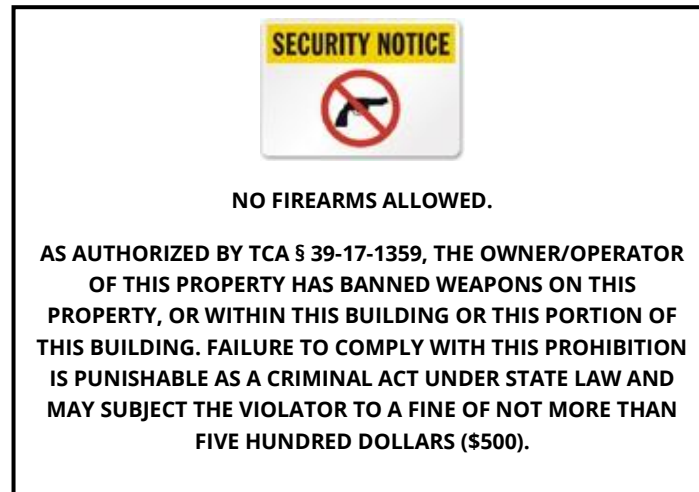 SECURITY NOTICE
NO FIREARMS ALLOWED.
AS AUTHORIZED BY TCA § 39-17-1359, THE OWNER/OPERATOR
OF THIS PROPERTY HAS BANNED WEAPONS ON THIS
PROPERTY, OR WITHIN THIS BUILDING OR THIS PORTION OF
THIS BUILDING. FAILURE TO COMPLY WITH THIS PROHIBITION
IS PUNISHABLE AS A CRIMINAL ACT UNDER STATE LAW AND
MAY SUBJECT THE VIOLATOR TO A FINE OF NOT MORE THAN
FIVE HUNDRED DOLLARS ($500).